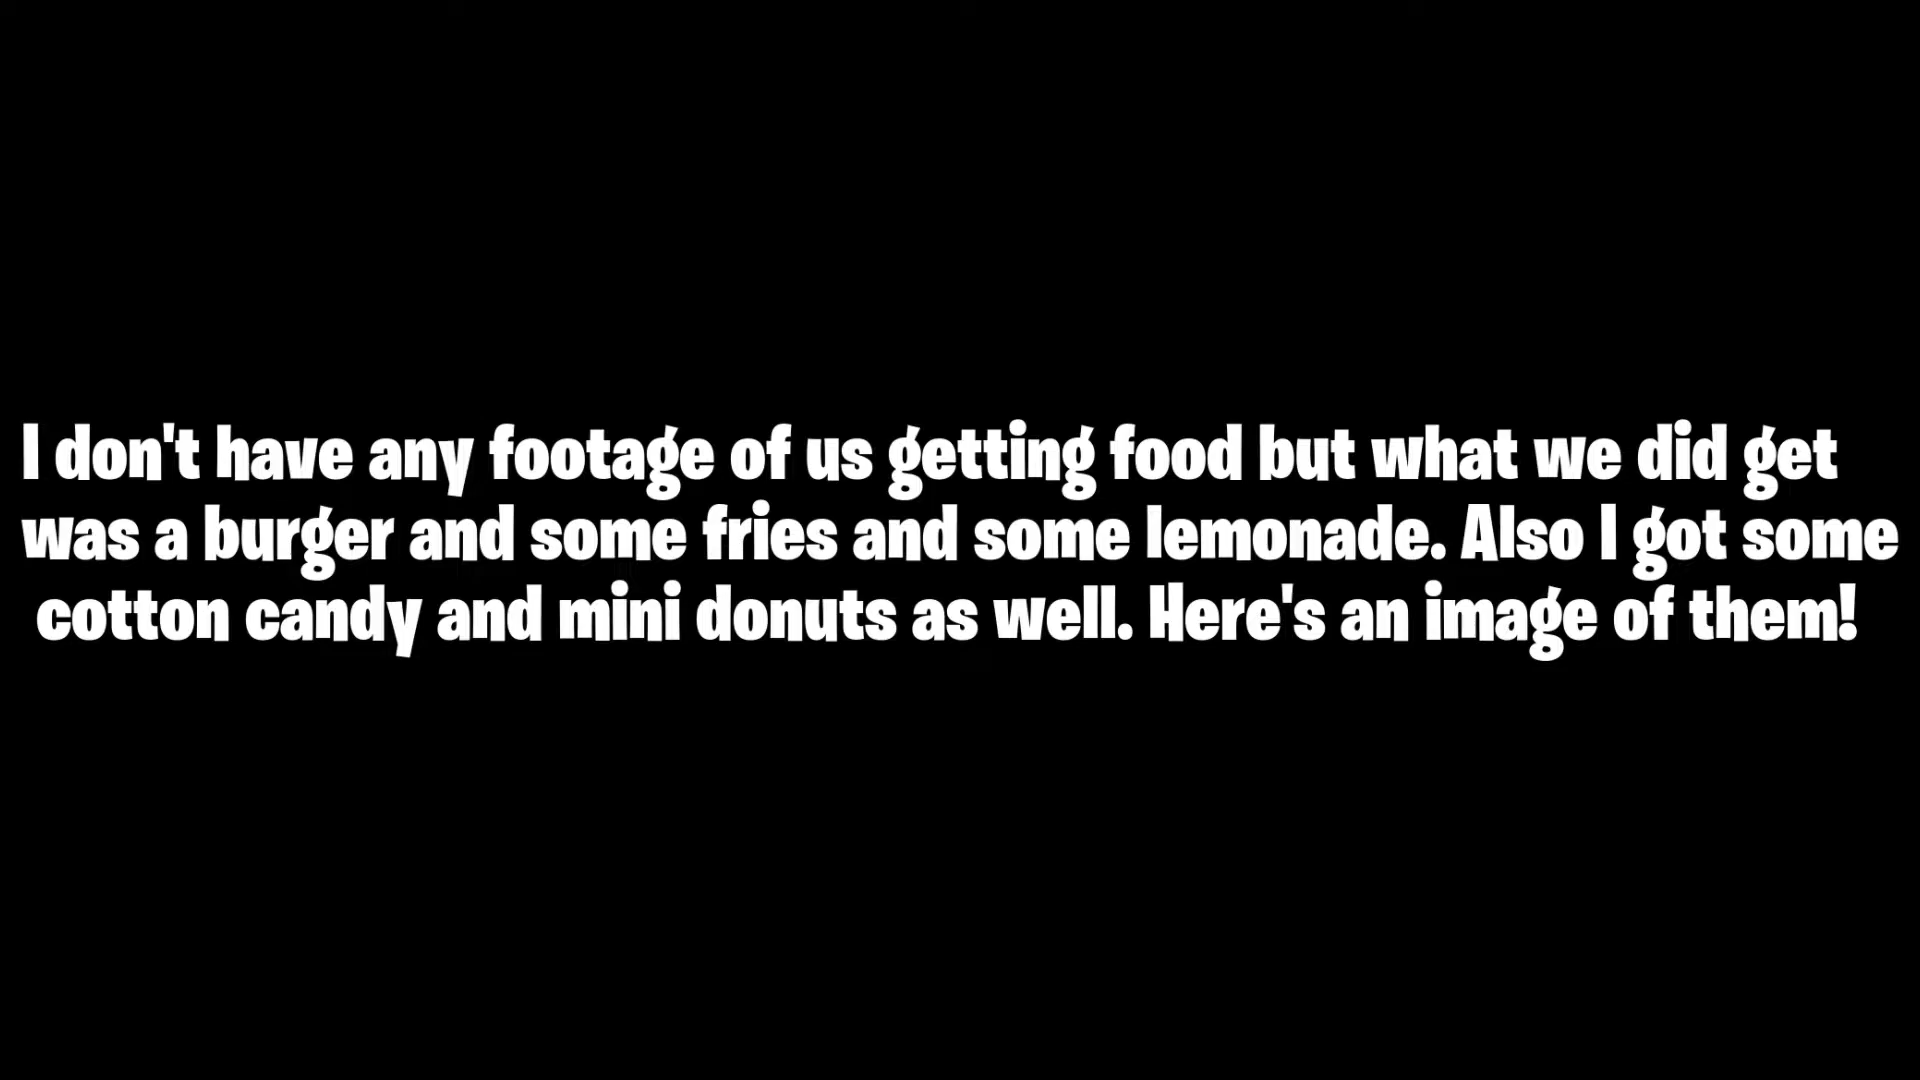 I don't have any footage of us getting food but what we did get
was a burger and some fries and some lemonade. Also I got some
cotton candy and mini donuts as well. Here's an image of them!